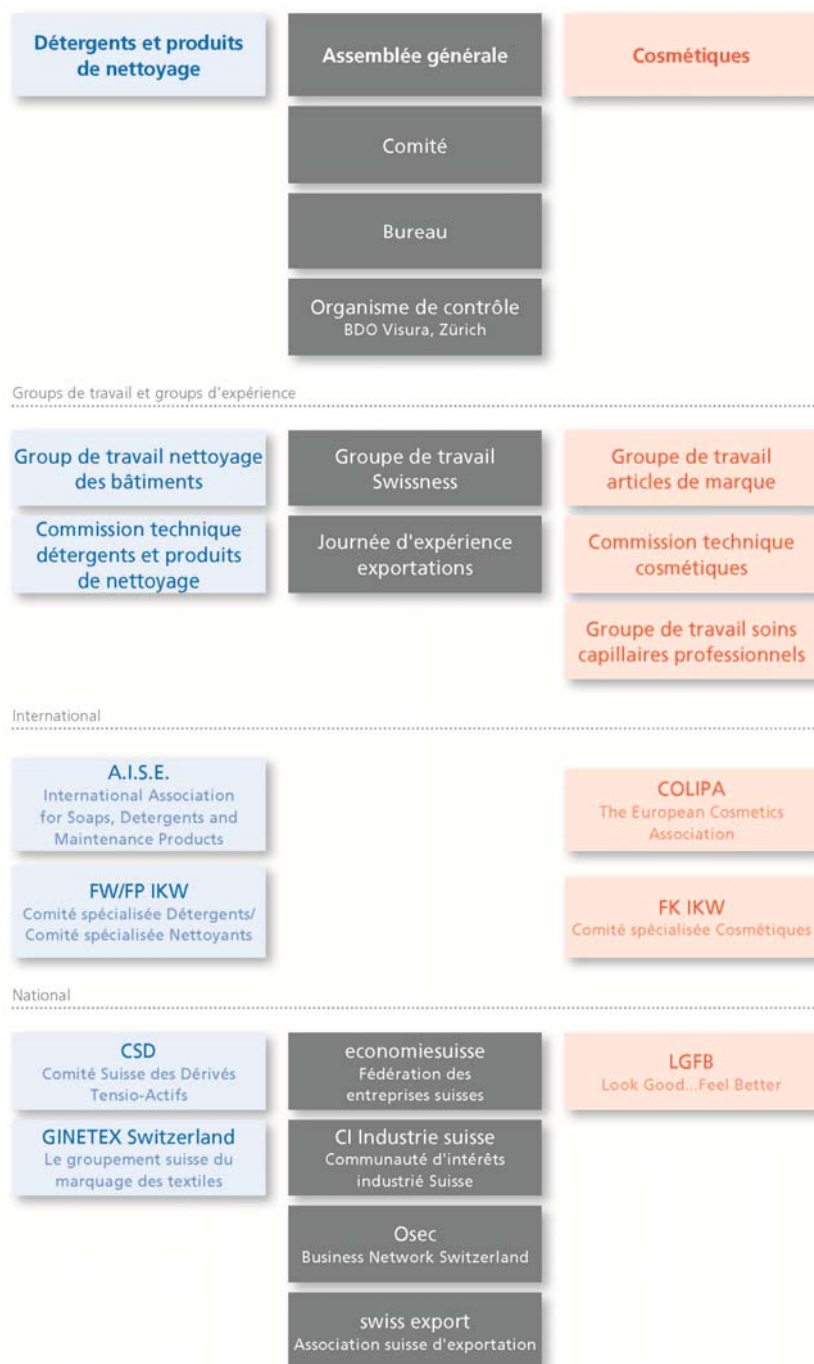 Détergents et produits
de nettoyage
Assemblée générale
Cosmétiques
Comité
Bureau
Organisme de contrôle
BDO Visura, Zürich
Groups de travail et groups d'expérience
Group de travail nettoyage
des bâtiments
Groupe de travail
Swissness
Groupe de travail
articles de marque
Commission technique
détergents et produits
de nettoyage
Journée d'expérience
exportations
Commission technique
cosmétiques
Groupe de travail soins
capillaires professionnels
International
A.I.S.E.
International Association
for Soaps, Detergents and
Maintenance Products
COLIPA
The European Cosmetics
Association
FW/FP IKW
Comité spécialisée Détergents/
Comité spécialisée Nettoyants
FK IKW
Comité spécialisée Cosmétiques
National
CSD
Comité Suisse des Dérivés
Tensio-Actifs
economiesuisse
Fédération des
entreprises suisses
LGFB
Look Good...Feel Better
GINETEX Switzerland
Le groupement suisse du
marquage des textiles
CI Industrie suisse
Communauté d'intérêts
industrié Suisse
Osec
Business Network Switzerland
swiss export
Association suisse d'exportation